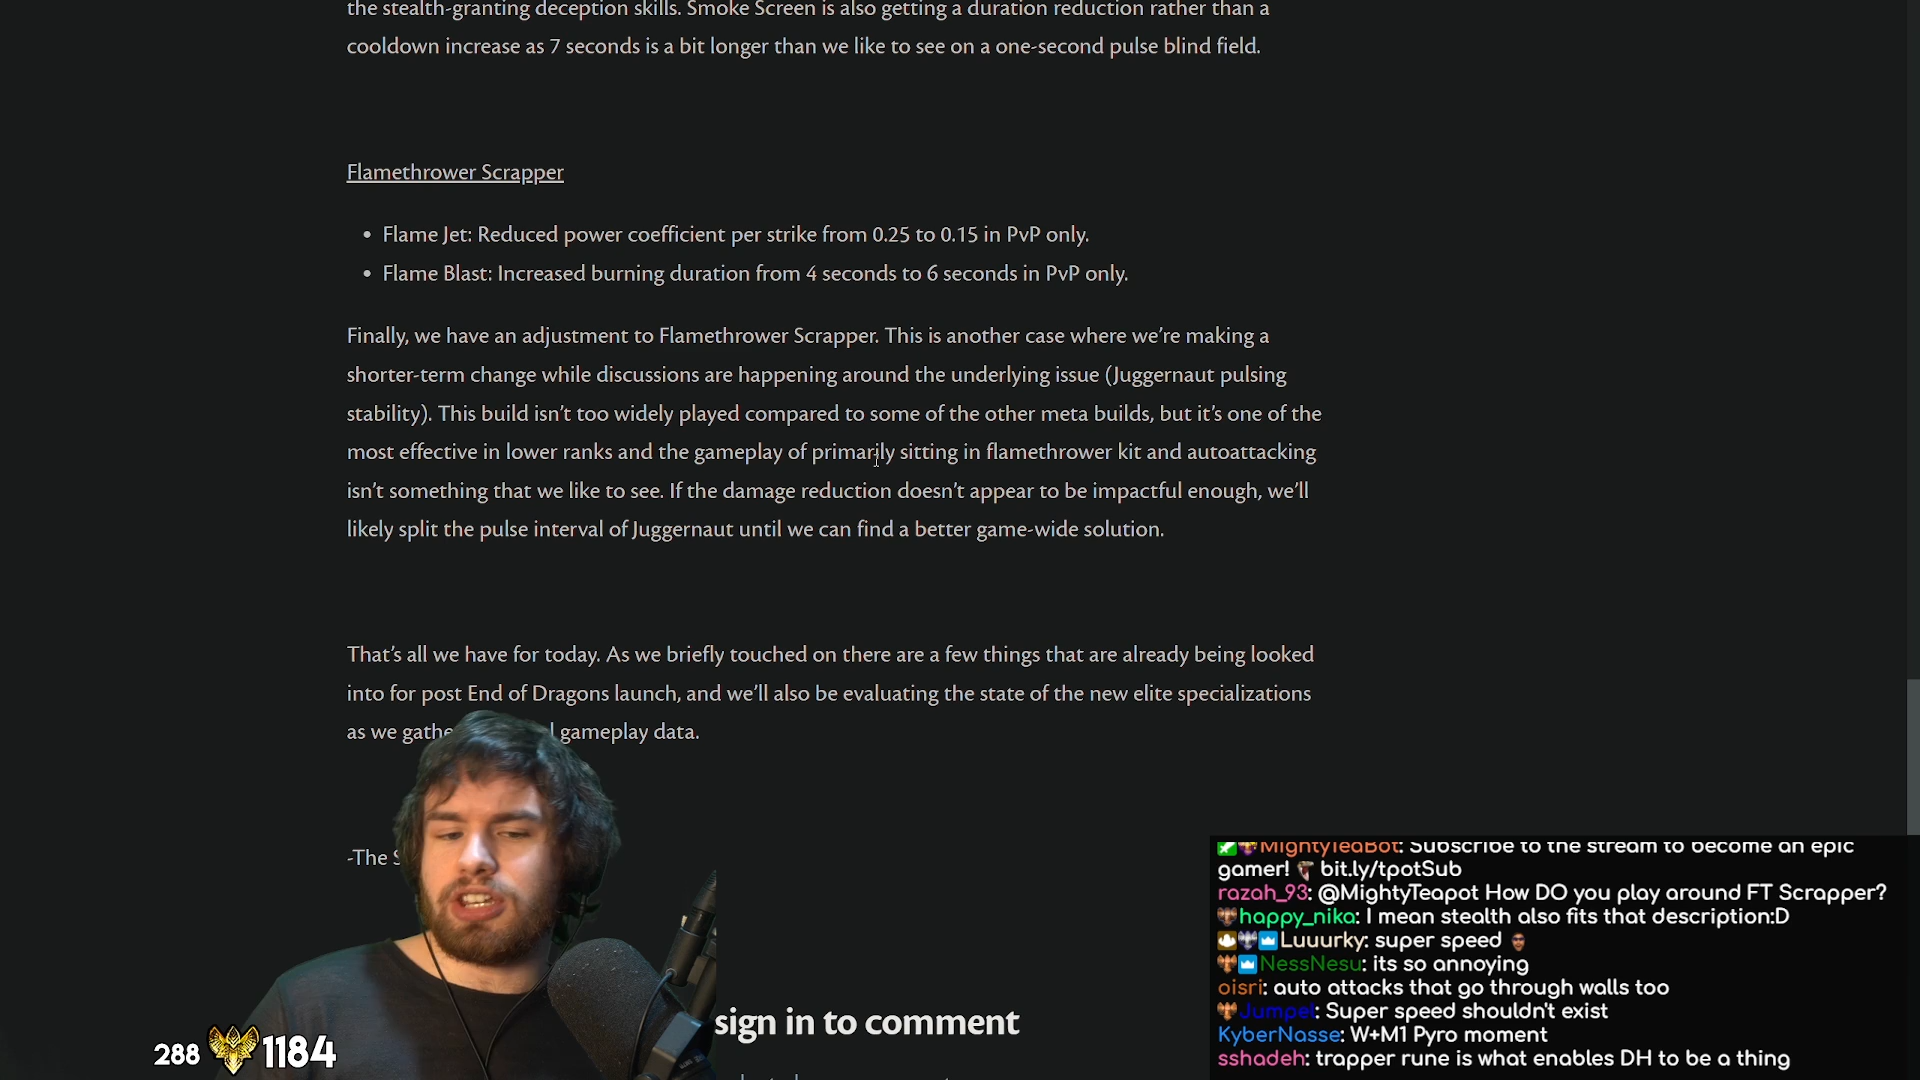 the stealth-granting deception skills. Smoke Screen is also getting a duration reduction rather than a
cooldown increase as 7 seconds is a bit longer than we like to see on a one-second pulse blind field.
Flamethrower Scrapper
• Flame Jet: Reduced power coefficient per strike from 0.25 to 0.15 in PvP only.
• Flame Blast: Increased burning duration from 4 seconds to 6 seconds in PvP only.
Finally, we have an adjustment to Flamethrower Scrapper. This is another case where we’re making a
shorter-term change while discussions are happening around the underlying issue (Juggernaut pulsing
stability). This build isn’t too widely played compared to some of the other meta builds, but it’s one of the
most effective in lower ranks and the gameplay of primarily sitting in flamethrower kit and autoattacking
isn’t something that we like to see. If the damage reduction doesn’t appear to be impactful enough, we’ll
likely split the pulse interval of Juggernaut until we can find a better game-wide solution.
That’s all we have for today. As we briefly touched on there are a few things that are already being looked
into for post End of Dragons launch, and we’ll also be evaluating the state of the new elite specializations
as we gameplay data.
-The
sign in to comment
288 1184
MightyTeaBot: Subscribe to the stream to become an epic
gamer! bit.ly/tpotSub
razah_93: @MightyTeapot How DO you play around FT Scrapper?
happy_nika: I mean stealth also fits that description:D
Luuurky: super speed
NessNesu: its so annoying
oisri: auto attacks that go through walls too
Jumpel: Super speed shouldn't exist
KyberNasse: W+M1 Pyro moment
sshadeh: trapper rune is what enables DH to be a thing